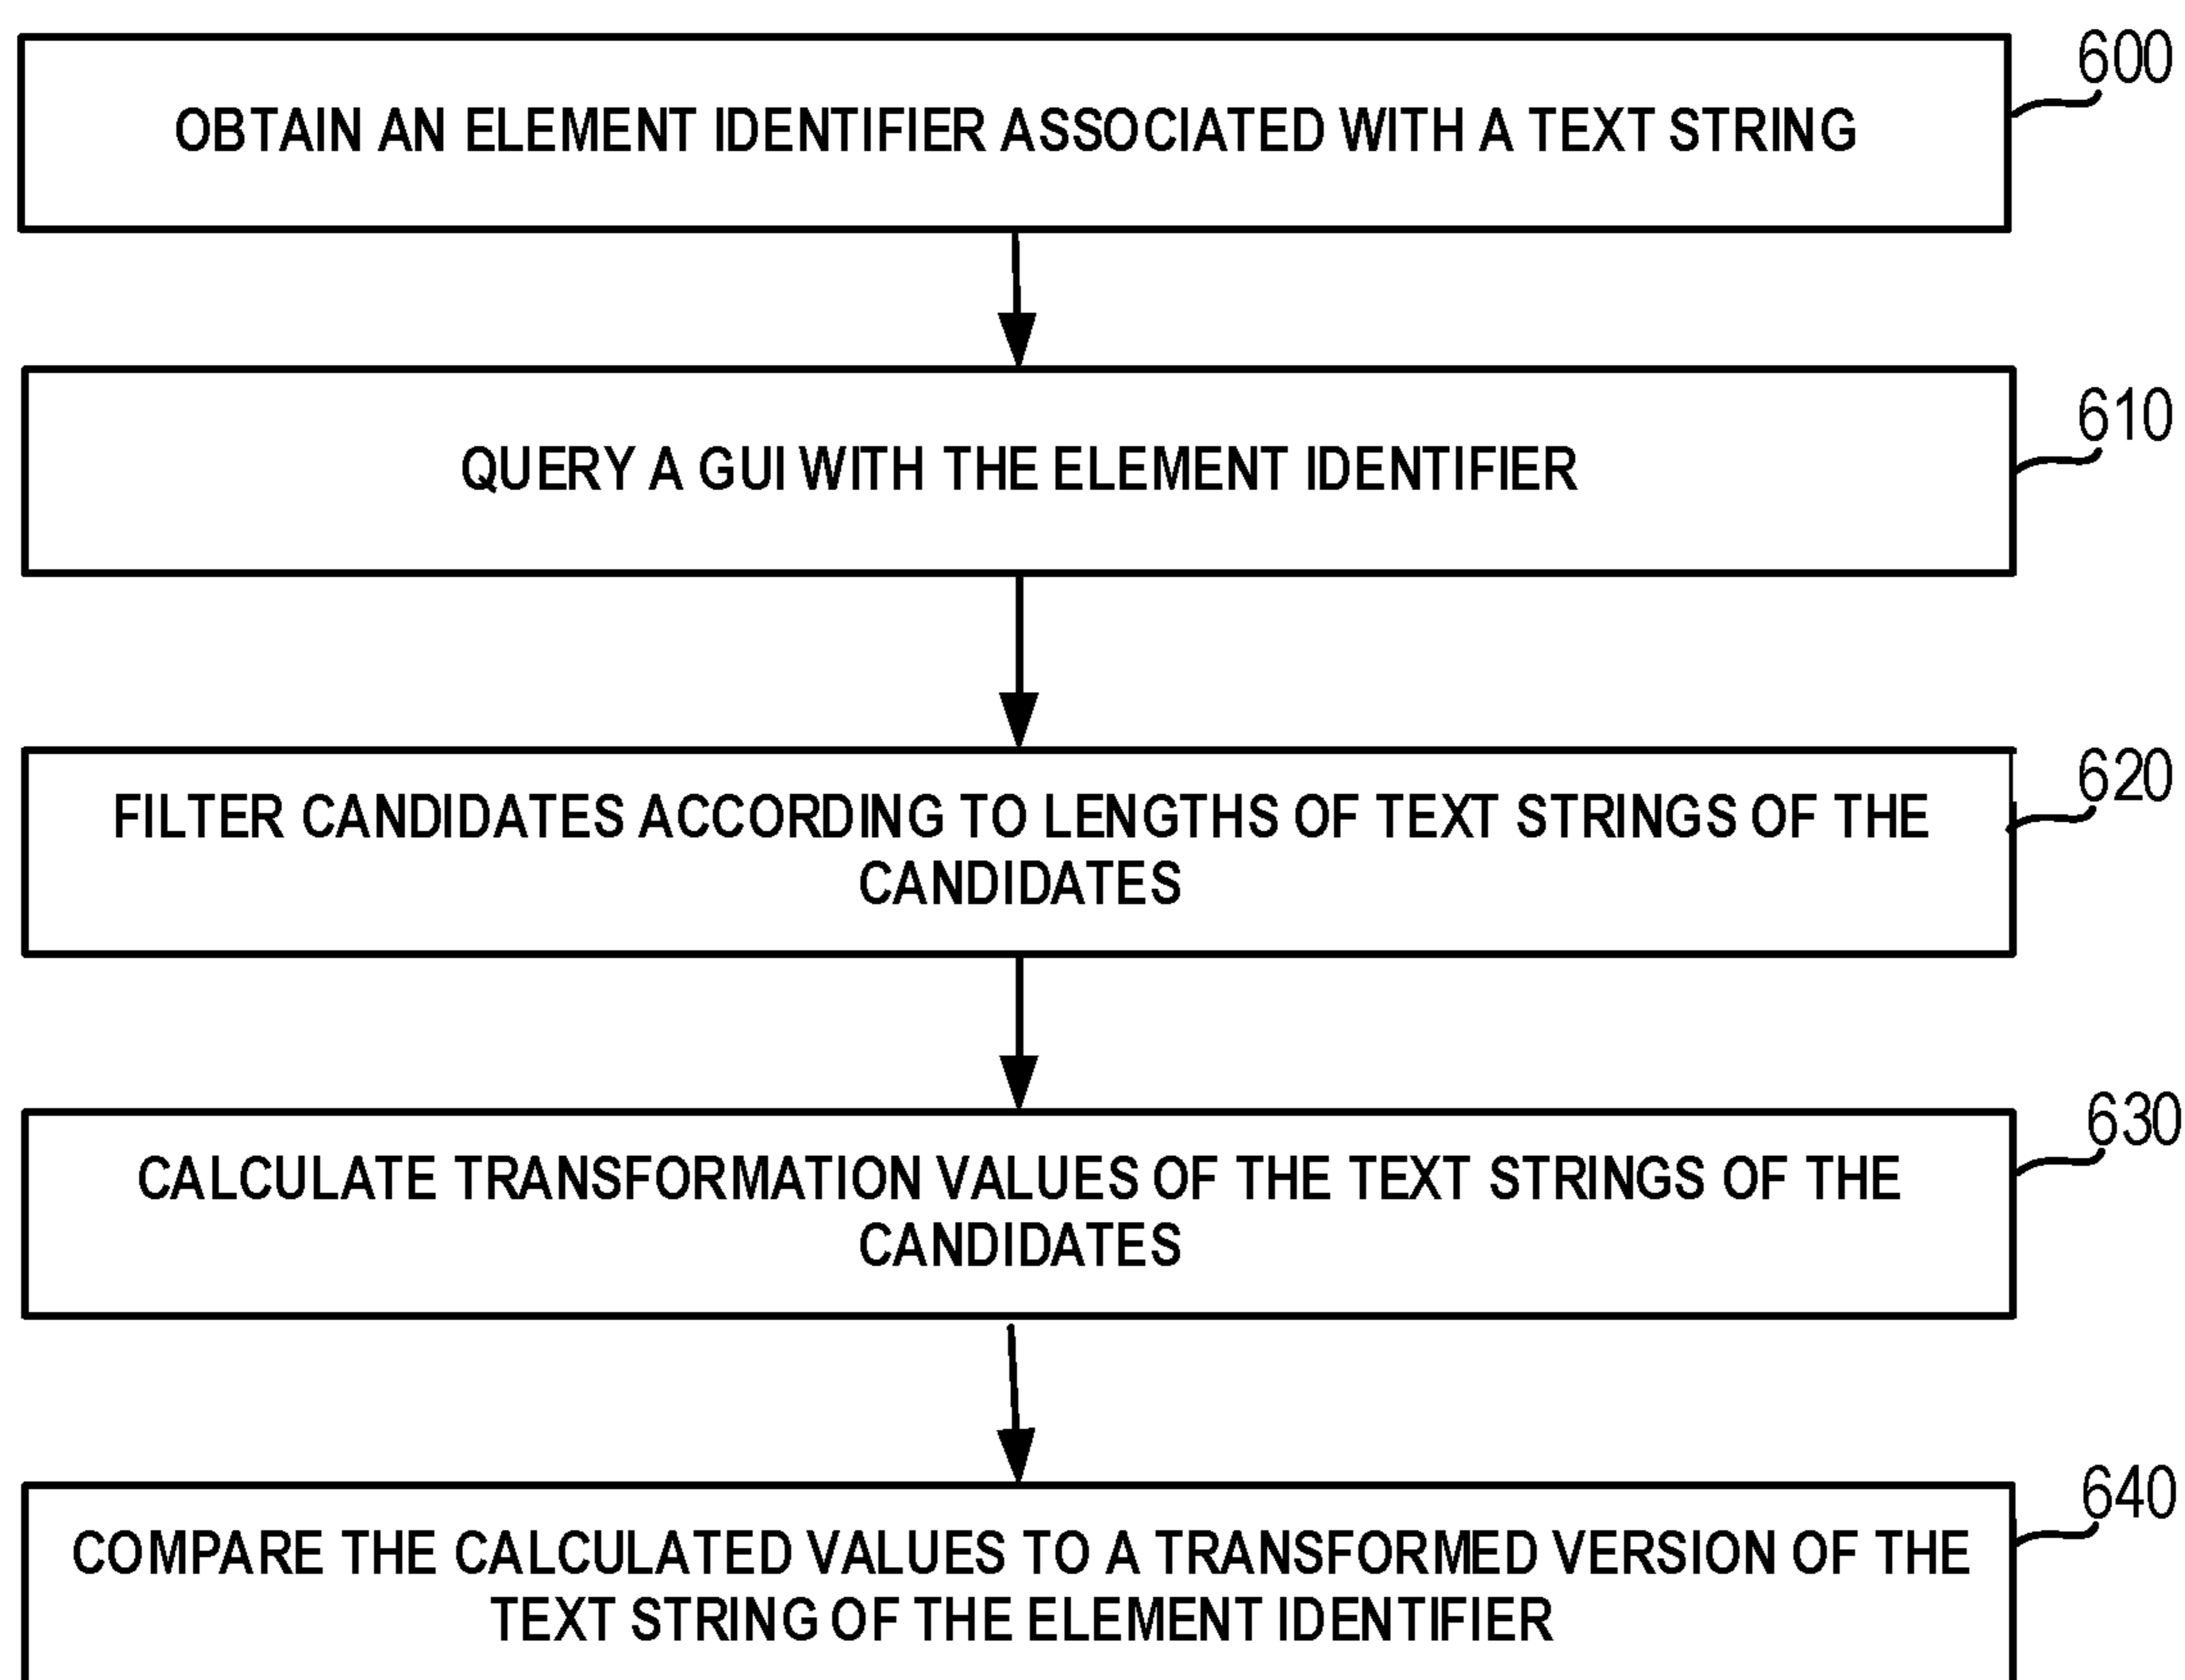 600
OBTAIN AN ELEMENT IDENTIFIER ASSOCIATED WITH A TEXT STRING
610
QUERY A GUI WITH THE ELEMENT IDENTIFIER
620
FILTER CANDIDATES ACCORDING TO LENGTHS OF TEXT STRINGS OF THE
CANDIDATES
630
CALCULATE TRANSFORMATION VALUES OF THE TEXT STRINGS OF THE
CANDIDATES
640
COMPARE THE CALCULATED VALUES TO A TRANSFORMED VERSION OF THE
TEXT STRING OF THE ELEMENT IDENTIFIER